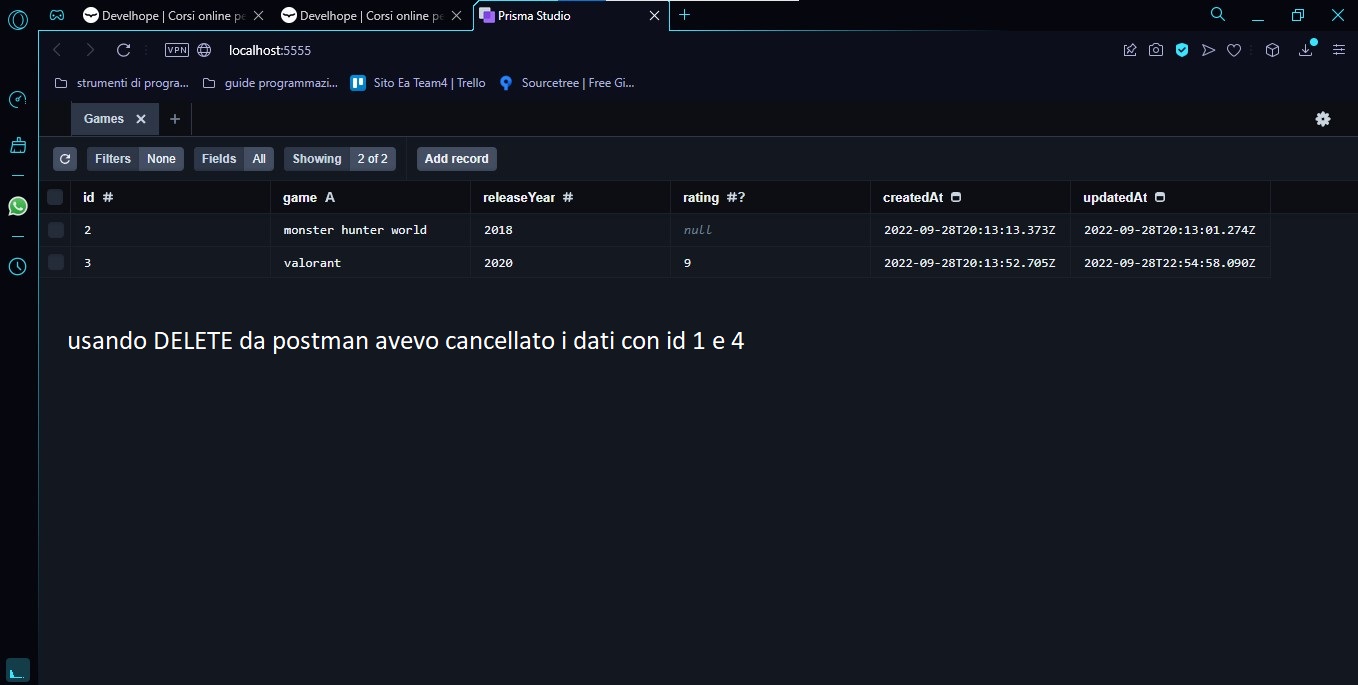 Develhope | Corsi online pe
Develhope | Corsi online pe
Prisma Studio
VPN
localhost:5555
strumenti di progra...
guide programmazi...
Sito Ea Team4 | Trello
Sourcetree | Free Gi...
Games
Filters None Fields All Showing 2 of 2 Add record
id # game A releaseYear # rating #? createdAt updatedAt
2 monster hunter world 2018 null 2022-09-28T20:13:13.373Z 2022-09-28T20:13:01.274Z
3 valorant 2020 9 2022-09-28T20:13:52.705Z 2022-09-28T22:54:58.090Z
usando DELETE da postman avevo cancellato i dati con id 1 e 4